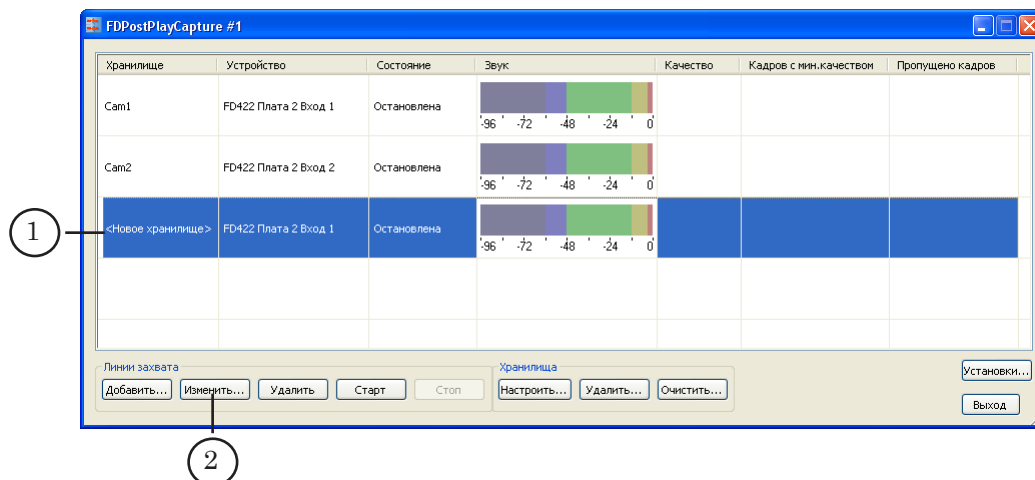 FDPostPlayCapture #1
Хранилище Устройство Состояние Звук Качество Кадров с мин.качеством Пропущено кадров
Cam1 FD422 Плата 2 Вход 1 Остановлена
-96 -72 -48 -24 0
Cam2 FD422 Плата 2 Вход 2 Остановлена
-96 -72 -48 -24 0
1 <Новое хранилище> FD422 Плата 2 Вход 1 Остановлена
-96 -72 -48 -24 0
Линии захвата Хранилища
Добавить... Изменить... Удалить Старт Стоп Настроить... Удалить... Очистить... Установки...
Выход
2